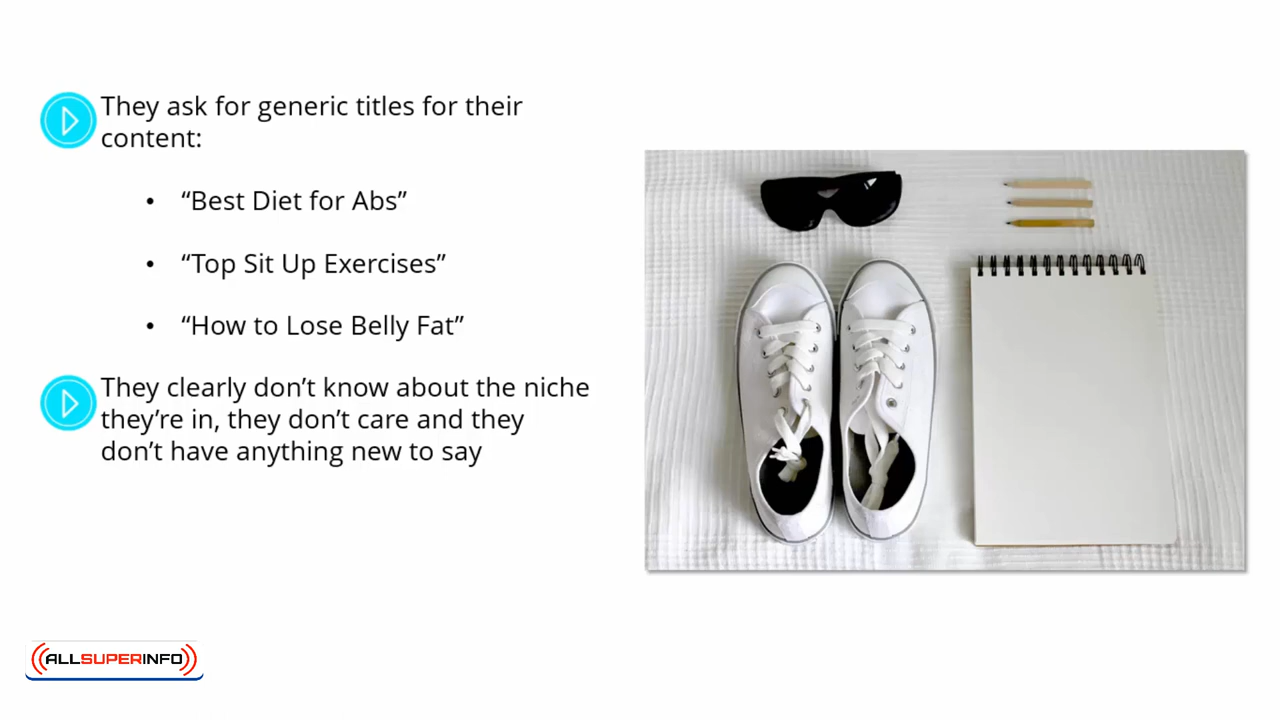 They ask for generic titles for their
content:
• “Best Diet for Abs”
• “Top Sit Up Exercises”
• “How to Lose Belly Fat”
They clearly don’t know about the niche
they’re in, they don’t care and they
don’t have anything new to say
ALLSUPERINFO